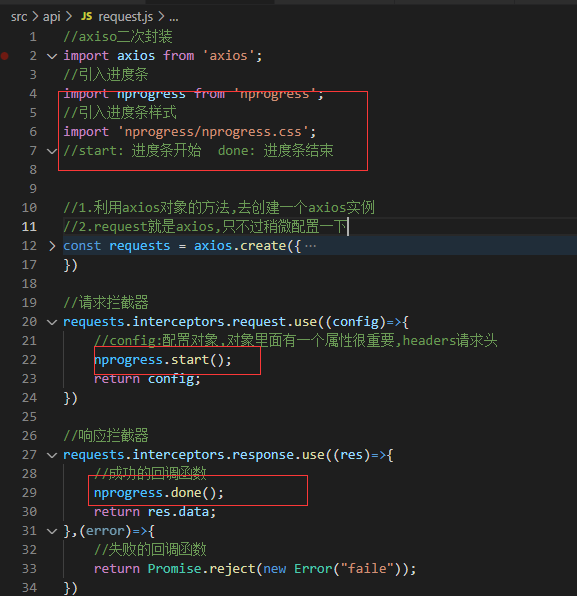 src > api > JS request.js > ...
1 //axiso二次封装
2 import axios from 'axios';
3 //引入进度条
4 import nprogress from 'nprogress';
5 //引入进度条样式
6 import 'nprogress/nprogress.css';
7 //start: 进度条开始  done: 进度条结束
8
9
10 //1.利用axios对象的方法,去创建一个axios实例
11 //2.request就是axios,只不过稍微配置一下
12 const requests = axios.create({ ⋯
17 })
18
19 //请求拦截器
20 requests.interceptors.request.use((config)=>{
21 //config:配置对象,对象里面有一个属性很重要,headers请求头
22 nprogress.start();
23 return config;
24 })
25
26 //响应拦截器
27 requests.interceptors.response.use((res)=>{
28 //成功的回调函数
29 nprogress.done();
30 return res.data;
31 },(error)=>{
32 //失败的回调函数
33 return Promise.reject(new Error("faile"));
34 })